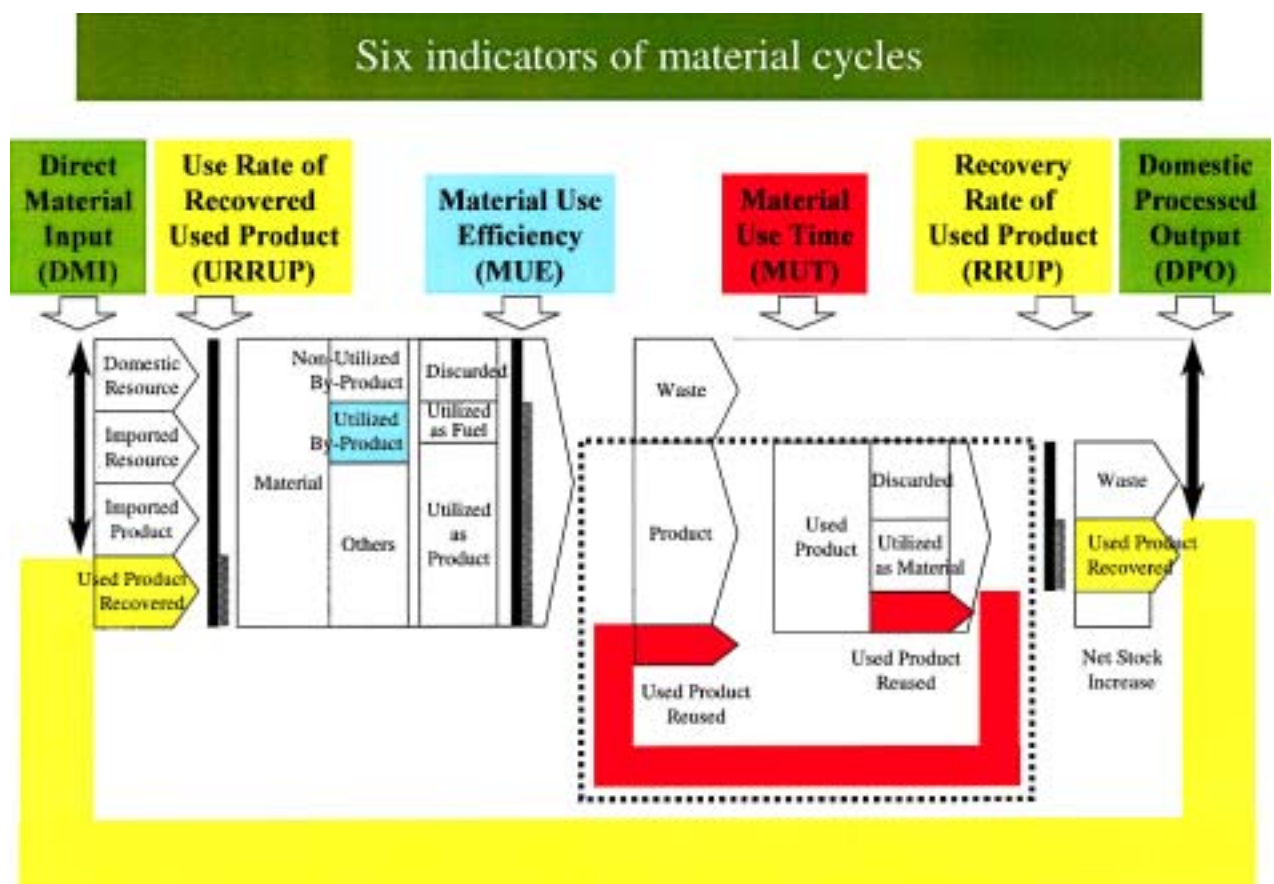 Six indicators of material cycles
Direct
Material
Input
(DMI)
Use Rate of
Recovered
Used Product
(URRUP)
Material Use
Efficiency
(MUE)
Material
Use Time
(MUT)
Recovery
Rate of
Used Product
(RRUP)
Domestic
Processed
Output
(DPO)
Domestic
Resource
Imported
Resource
Imported
Product
Used Product
Recovered
Material
Non-Utilized
By-Product
Utilized
By-Product
Others
Discarded
Utilized
as Fuel
Utilized
as
Product
Waste
Product
Used Product
Reused
Used
Product
Discarded
Utilized
as Material
Used Product
Reused
Waste
Used Product
Recovered
Net Stock
Increase